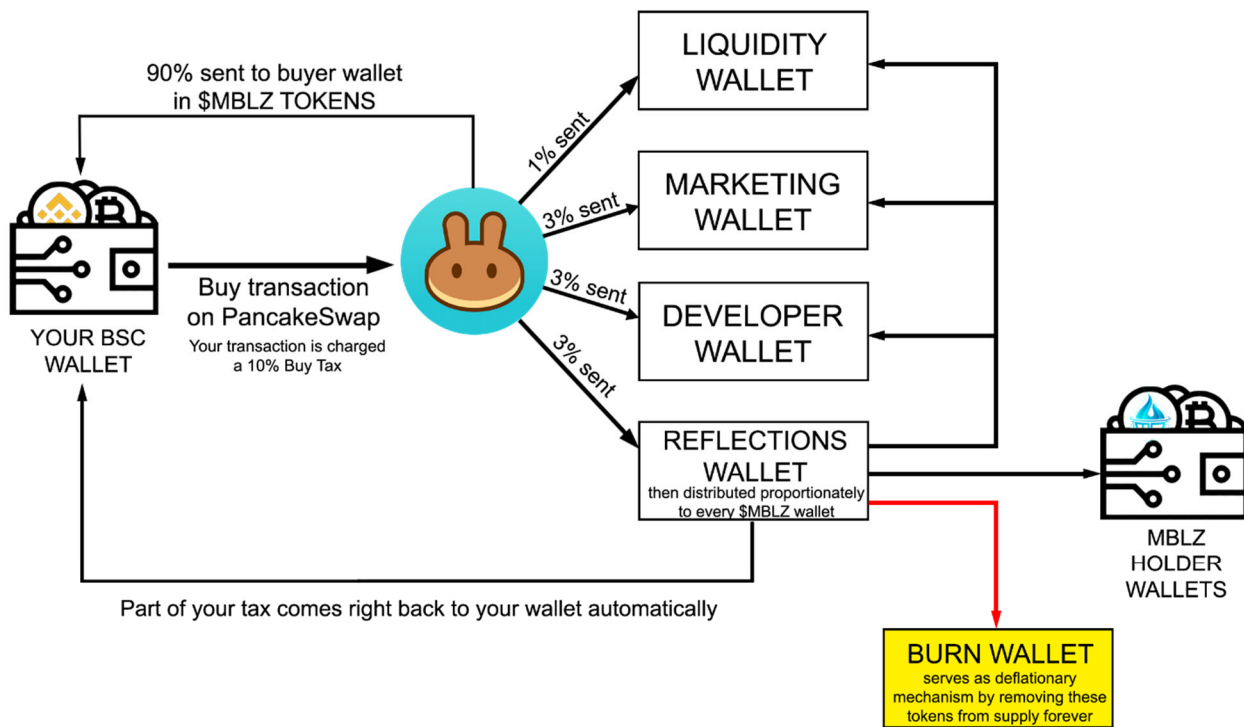 90% sent to buyer wallet
in $MBLZ TOKENS
LIQUIDITY
WALLET
1% sent
MARKETING
WALLET
3% sent
YOUR BSC
WALLET
Buy transaction
on PancakeSwap
Your transaction is charged
a 10% Buy Tax
3% sent
DEVELOPER
WALLET
3% sent
REFLECTIONS
WALLET
then distributed proportionately
to every $MBLZ wallet
MBLZ
HOLDER
WALLETS
Part of your tax comes right back to your wallet automatically
BURN WALLET
serves as deflationary
mechanism by removing these
tokens from supply forever